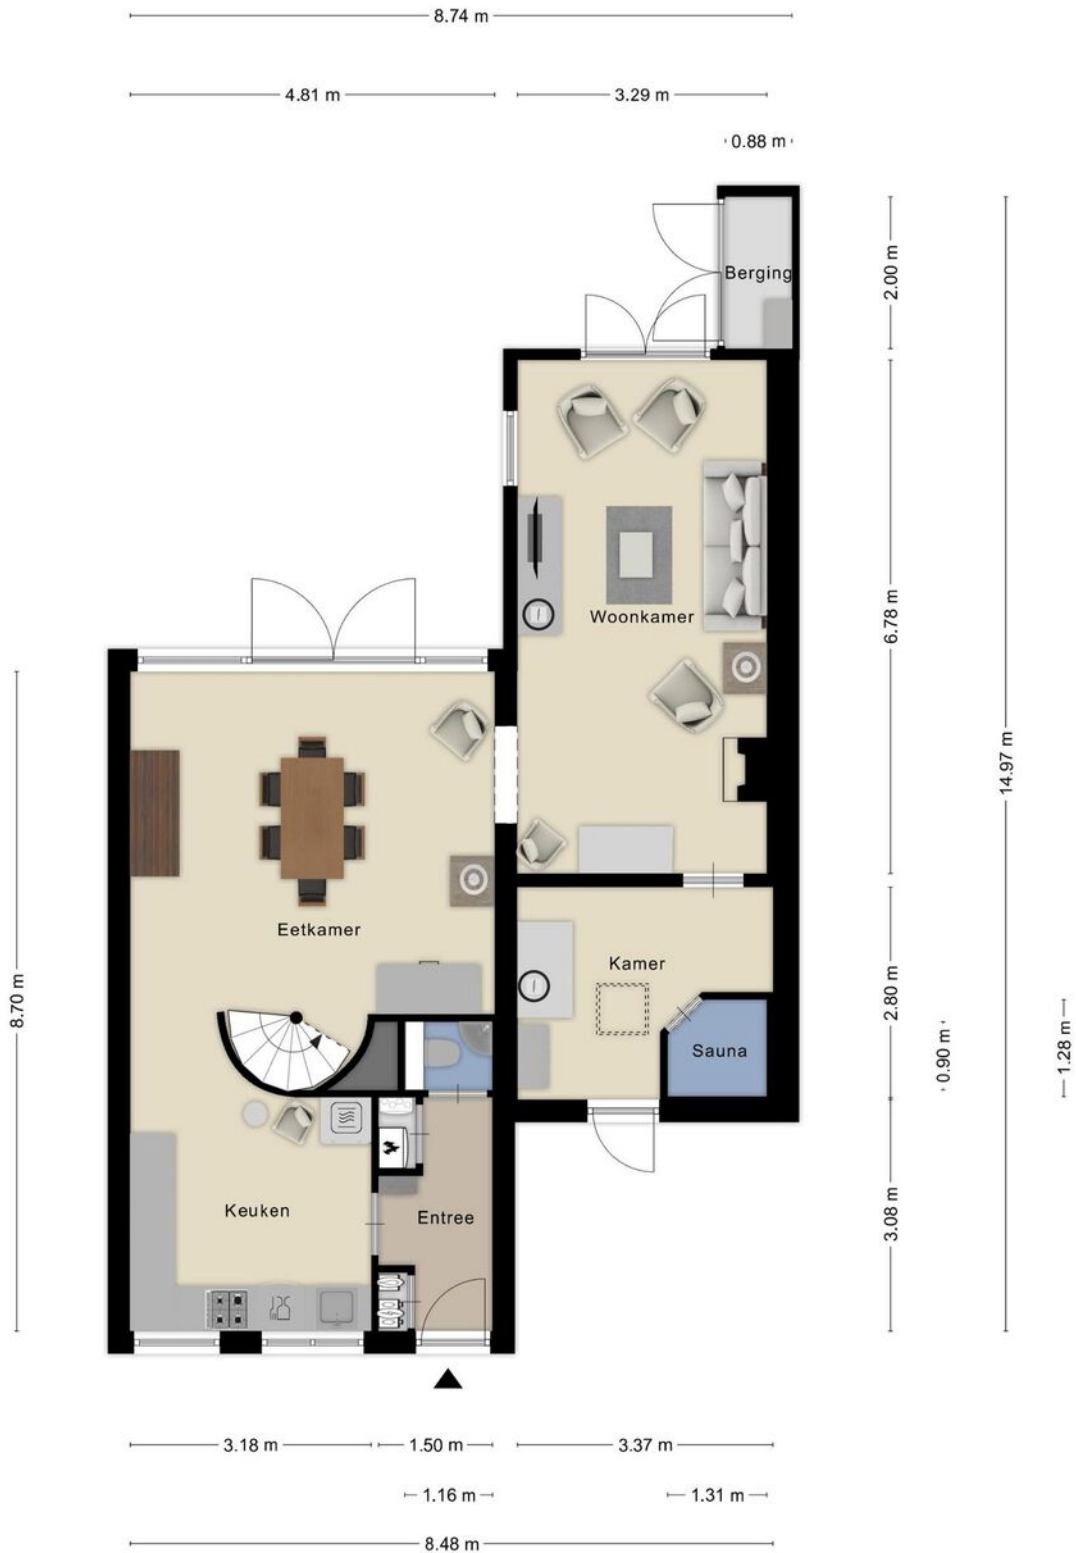 8.74 m
4.81 m
3.29 m
0.88 m
Berging
2.00 m
Woonkamer
6.78 m
14.97 m
Eetkamer
Kamer
8.70 m
2.80 m
Sauna
0.90 m
1.28 m
Keuken
Entree
3.08 m
3.18 m
1.50 m
3.37 m
1.16 m
1.31 m
8.48 m